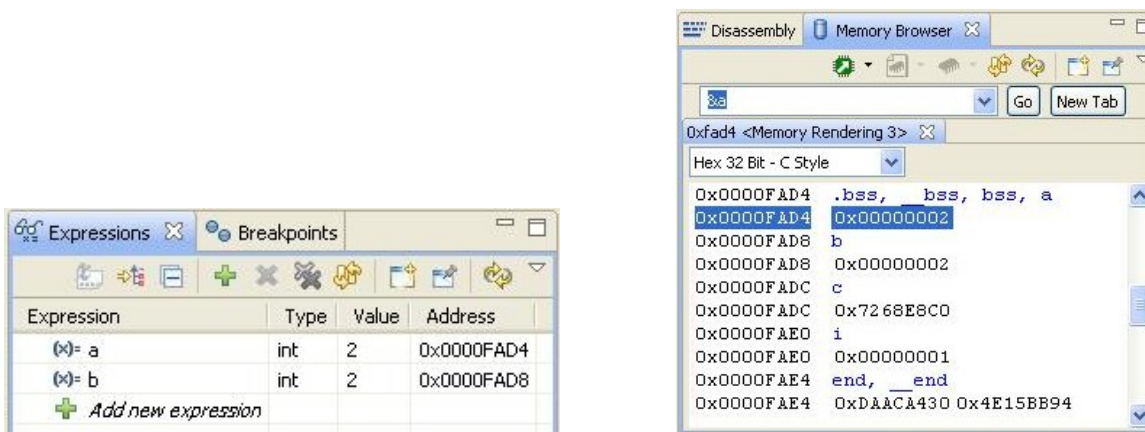 Expressions Breakpoints
Expression Type Value Address
(x)= a int 2 0x0000FAD4
(x)= b int 2 0x0000FAD8
Add new expression
Disassembly Memory Browser
&a Go New Tab
0xfad4 <Memory Rendering 3>
Hex 32 Bit - C Style
0x0000FAD4 .bss, __bss, bss, a
0x0000FAD4 0x00000002
0x0000FAD8 b
0x0000FAD8 0x00000002
0x0000FADC c
0x0000FADC 0x7268E8C0
0x0000FAE0 i
0x0000FAE0 0x00000001
0x0000FAE4 end, __end
0x0000FAE4 0xDAACA430 0x4E15BB94